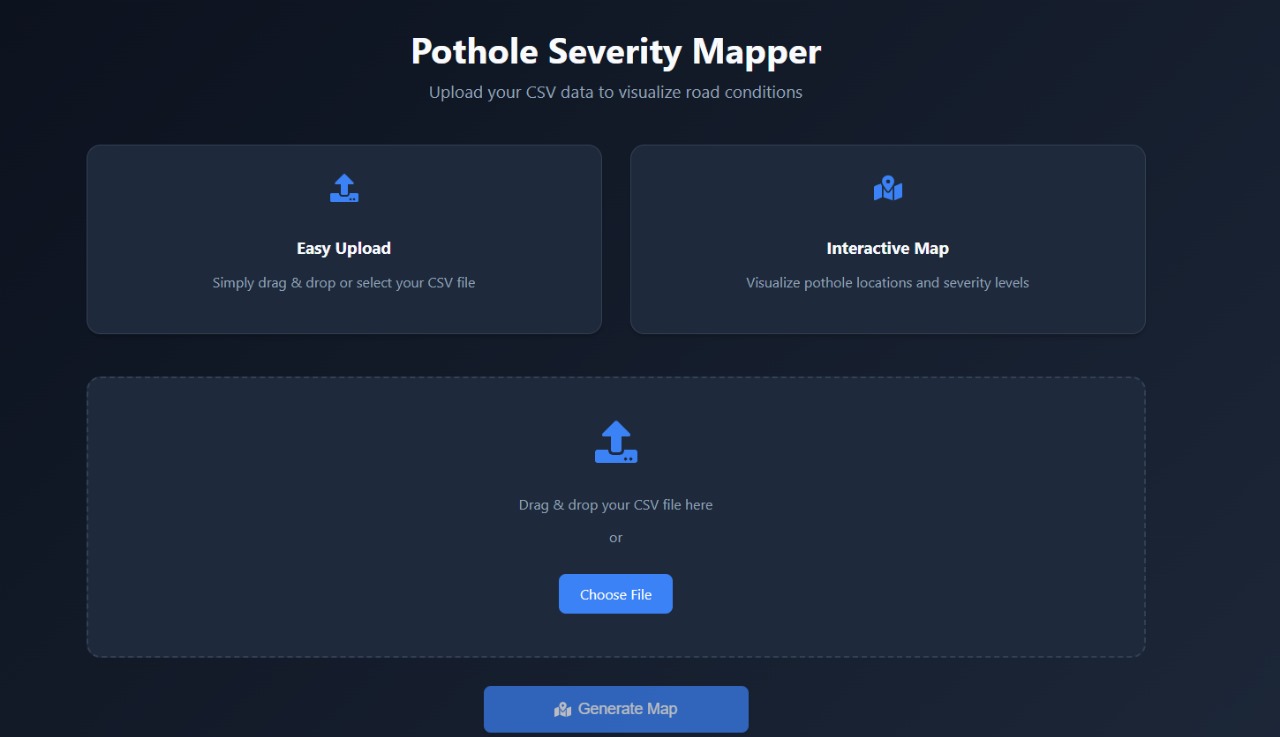 Pothole Severity Mapper
Upload your CSV data to visualize road conditions
Easy Upload
Simply drag & drop or select your CSV file
Interactive Map
Visualize pothole locations and severity levels
Drag & drop your CSV file here
or
Choose File
Generate Map